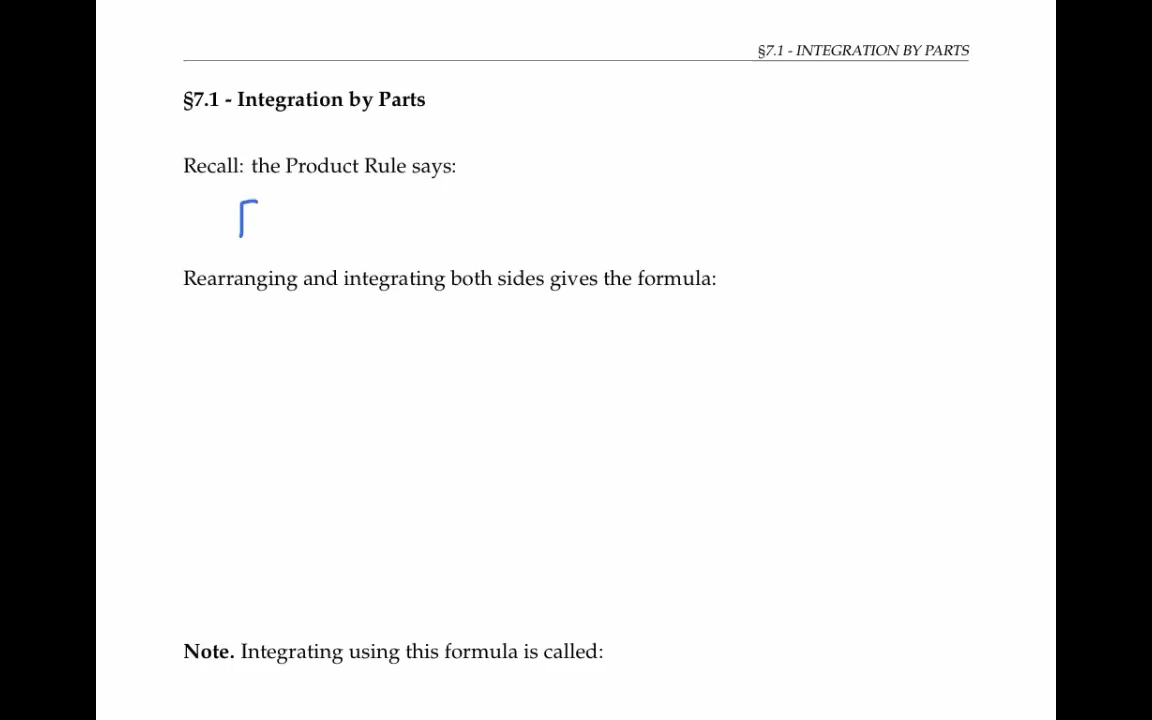 §7.1 - INTEGRATION BY PARTS
§7.1 - Integration by Parts
Recall: the Product Rule says:
Rearranging and integrating both sides gives the formula:
Note. Integrating using this formula is called: